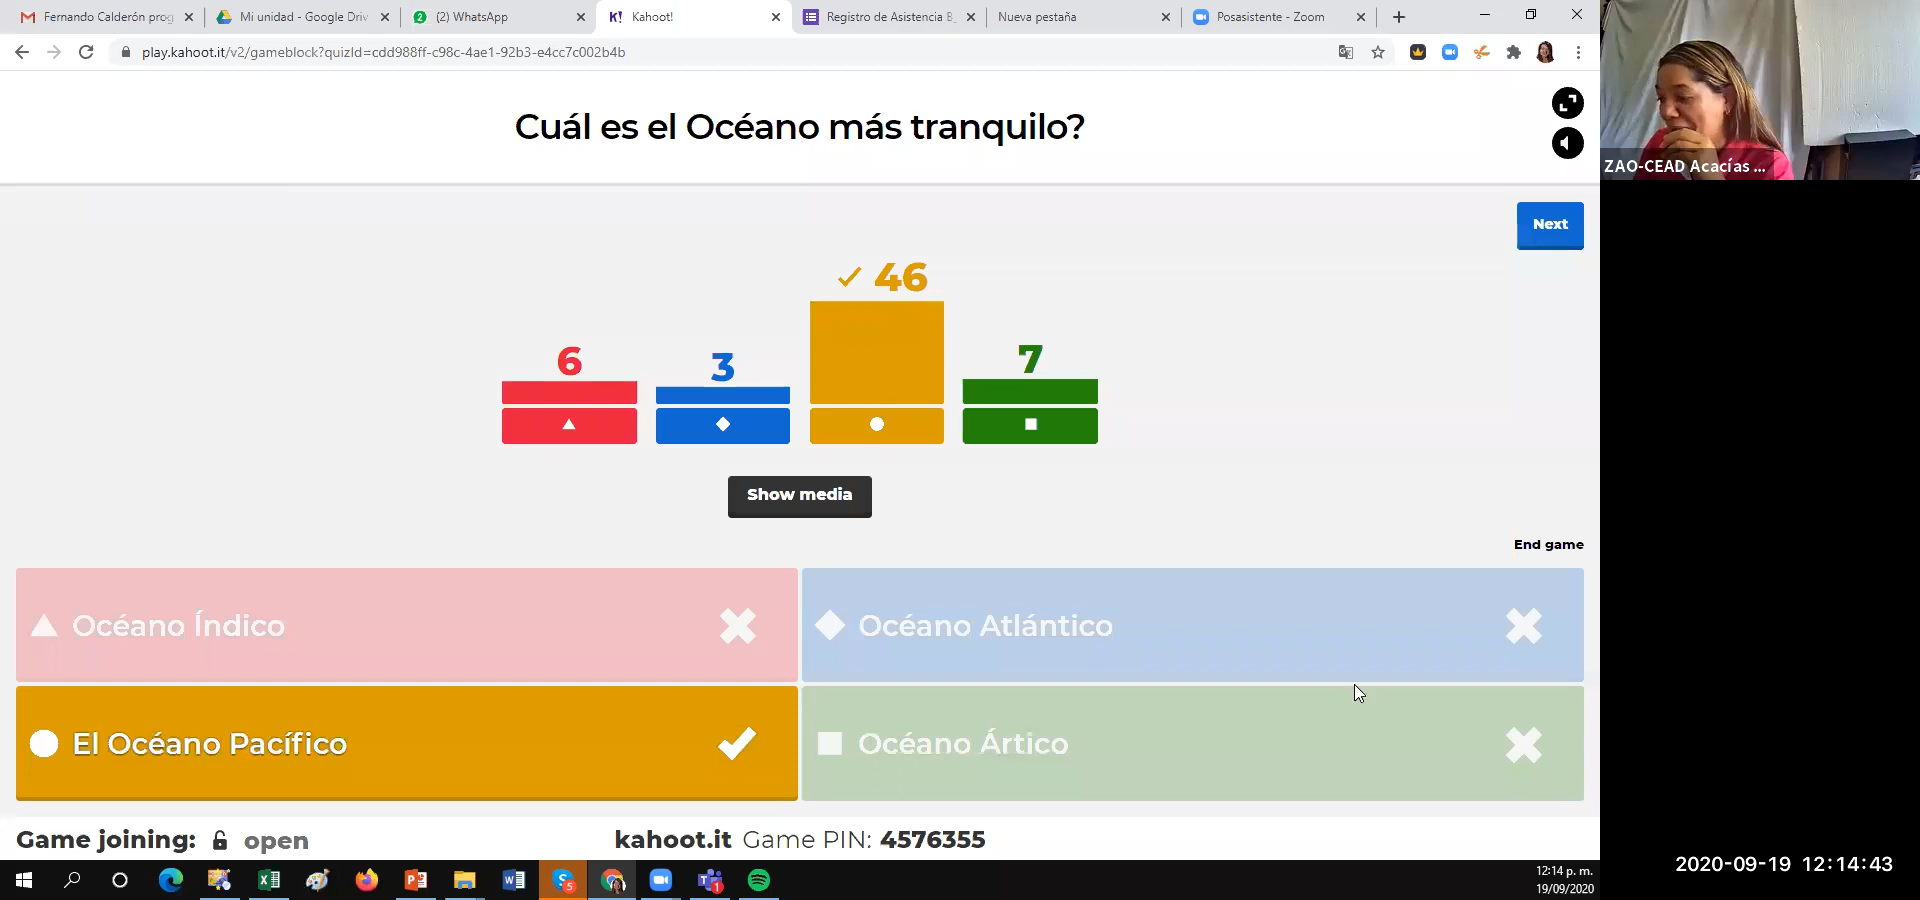 Fernando Calderón prog
Mi unidad - Google Driv
(2) WhatsApp
Kahoot!
Registro de Asistencia B_
Nueva pestaña
Posasistente - Zoom
play.kahoot.it/v2/gameblock?quizId=cdd988ff-c98c-4ae1-92b3-e4cc7c002b4b
Cuál es el Océano más tranquilo?
ZAO-CEAD Acacías ...
Next
46
6
3
7
Show media
End game
Océano Índico
Océano Atlántico
El Océano Pacífico
Océano Ártico
Game joining: open
kahoot.it Game PIN: 4576355
12:14 p. m.
19/09/2020
2020-09-19 12:14:43